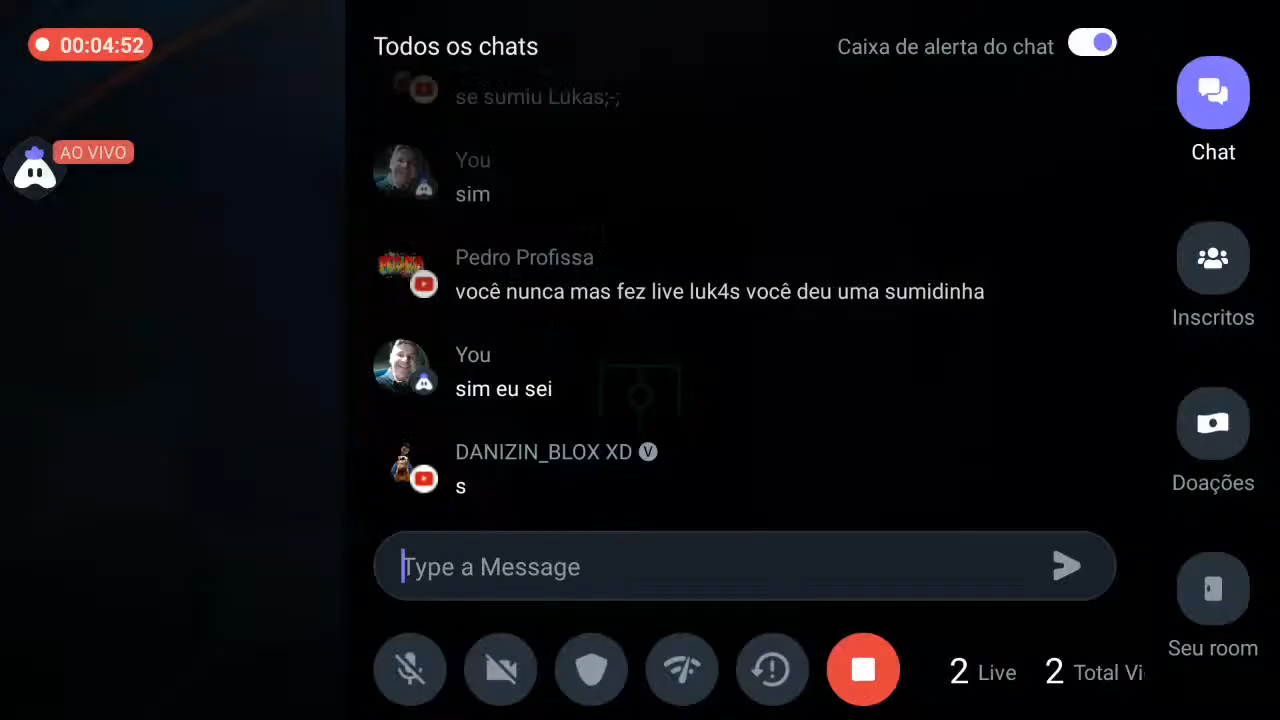 00:04:52
Todos os chats
Caixa de alerta do chat
se sumiu Lukas;-;
AO VIVO
You
sim
Chat
Pedro Profissa
você nunca mas fez live luk4s você deu uma sumidinha
Inscritos
You
sim eu sei
DANIZIN_BLOX XD V
s
Doações
Type a Message
Seu room
2 Live 2 Total Vi